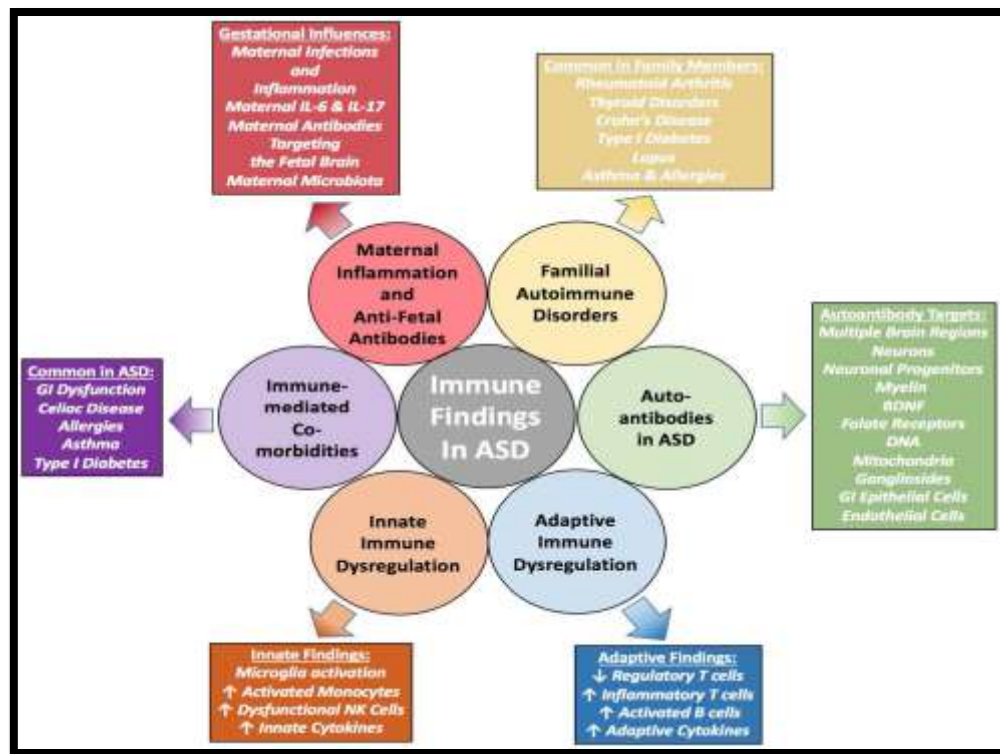 Gestational Influences:
Maternal Infections
and
Inflammation
Maternal IL-6 & IL-17
Maternal Antibodies
Targeting
the Fetal Brain
Maternal Microbiota
Common in Family Members:
Rheumatoid Arthritis
Thyroid Disorders
Crohn's Disease
Type I Diabetes
Lupus
Asthma & Allergies
Maternal
Inflammation
and
Anti-Fetal
Antibodies
Familial
Autoimmune
Disorders
Common in ASD:
GI Dysfunction
Celiac Disease
Allergies
Asthma
Type I Diabetes
Immune-
mediated
Co-
morbidities
Immune
Findings
In ASD
Auto-
antibodies
in ASD
Autoantibody Targets:
Multiple Brain Regions
Neurons
Neuronal Progenitors
Myelin
BDNF
Folate Receptors
DNA
Mitochondria
Gangliosides
GI Epithelial Cells
Endothelial Cells
Innate
Immune
Dysregulation
Adaptive
Immune
Dysregulation
Innate Findings:
Microglia activation
↑ Activated Monocytes
↑ Dysfunctional NK Cells
↑ Innate Cytokines
Adaptive Findings:
↓ Regulatory T cells
↑ Inflammatory T cells
↑ Activated B cells
↑ Adaptive Cytokines